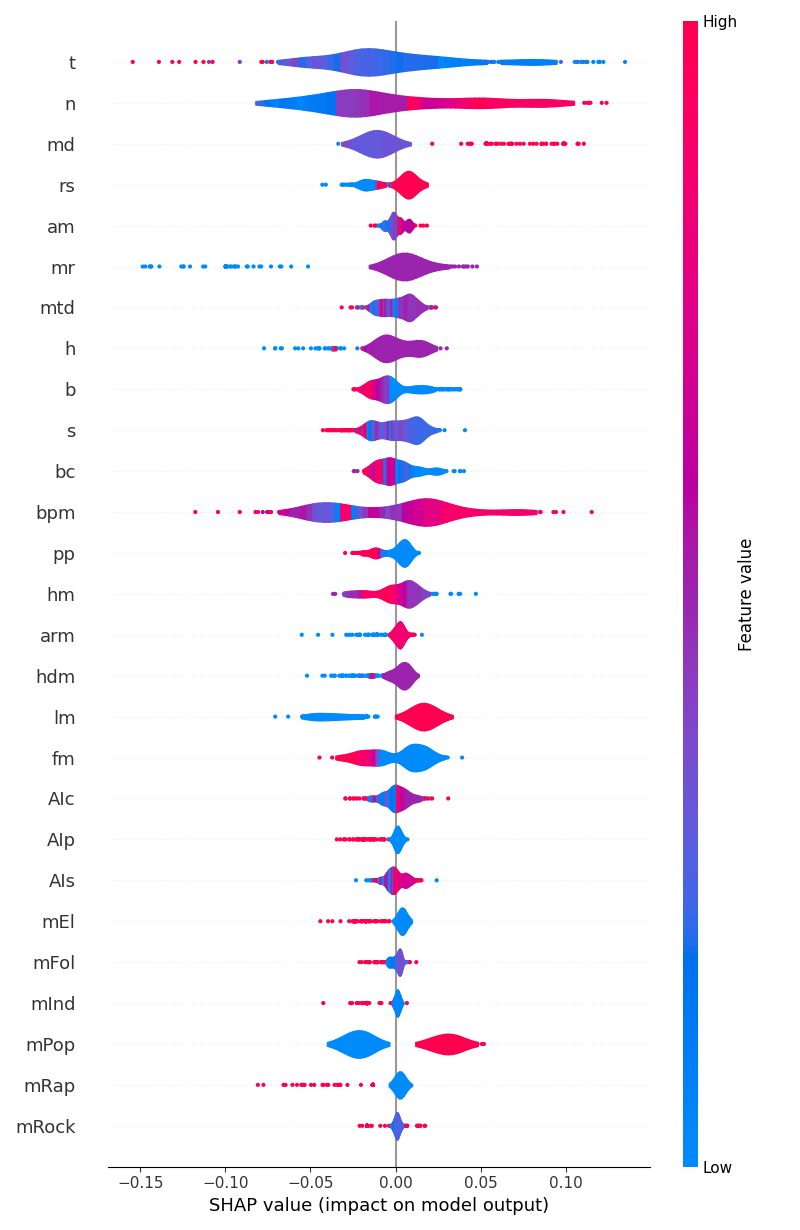 High
t
n
md
rs
am
mr
mtd
h
b
s
bc
bpm
pp
hm
arm
hdm
lm
fm
AIc
AIp
AIs
mEl
mFol
mInd
mPop
mRap
mRock
Feature value
Low
−0.15 −0.10 −0.05 0.00 0.05 0.10
SHAP value (impact on model output)